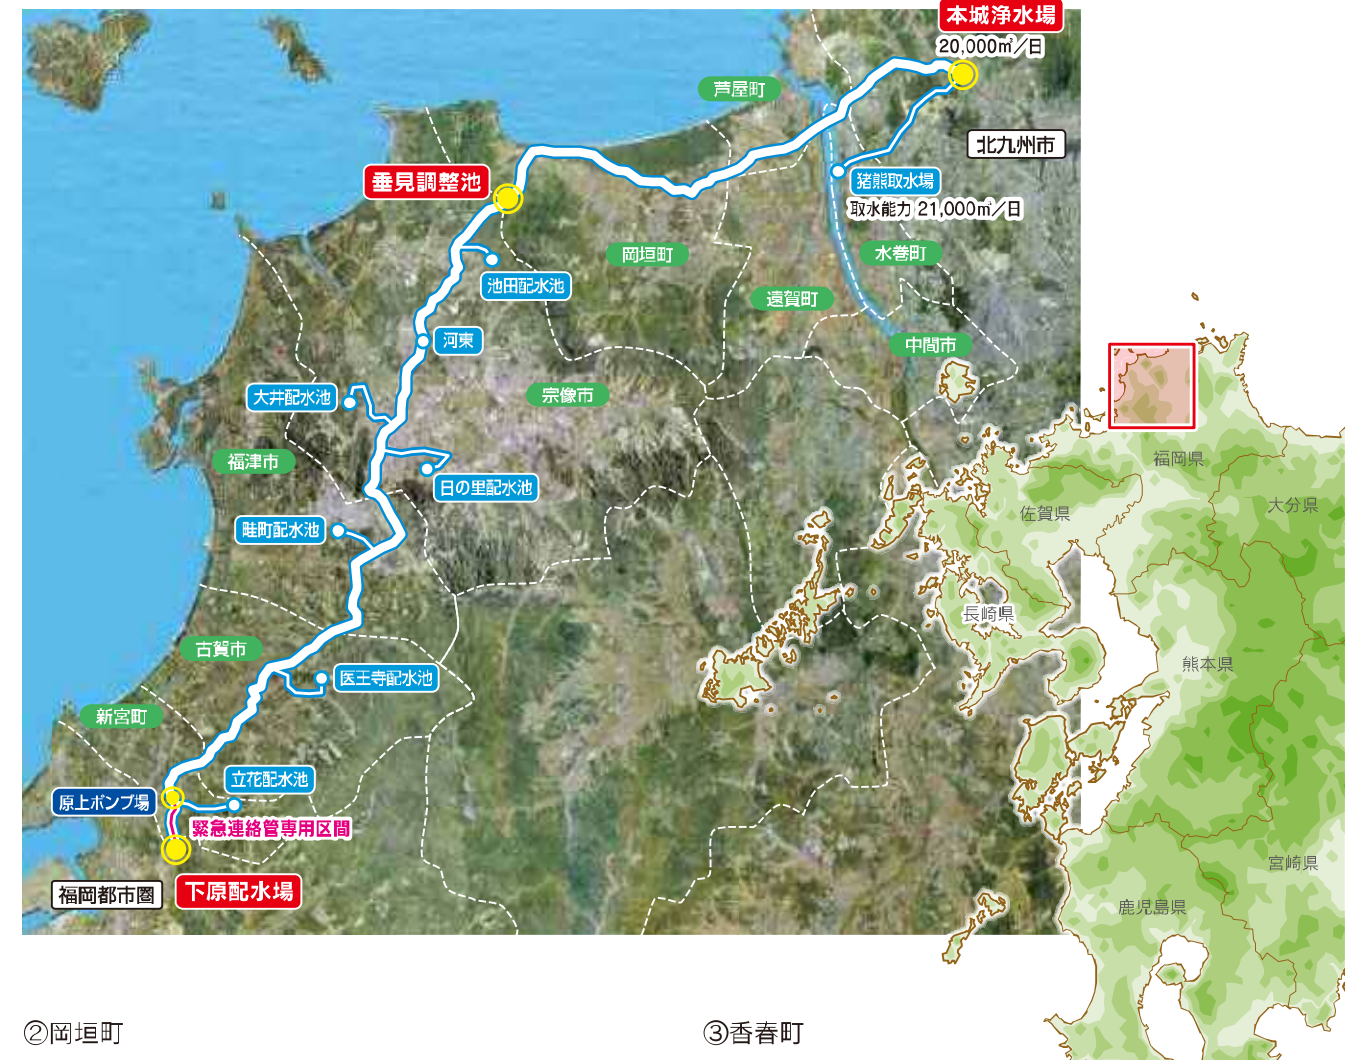 本城浄水場
20,000㎥/日
芦屋町
北九州市
垂見調整池
猪熊取水場
取水能力 21,000㎥/日
岡垣町
水巻町
池田配水池
遠賀町
河東
中間市
大井配水池
宗像市
福津市
福岡県
日の里配水池
大分県
佐賀県
畦町配水池
長崎県
古賀市
熊本県
医王寺配水池
新宮町
立花配水池
原上ポンプ場
緊急連絡管専用区間
宮崎県
福岡都市圏
下原配水場
鹿児島県
②岡垣町
③香春町